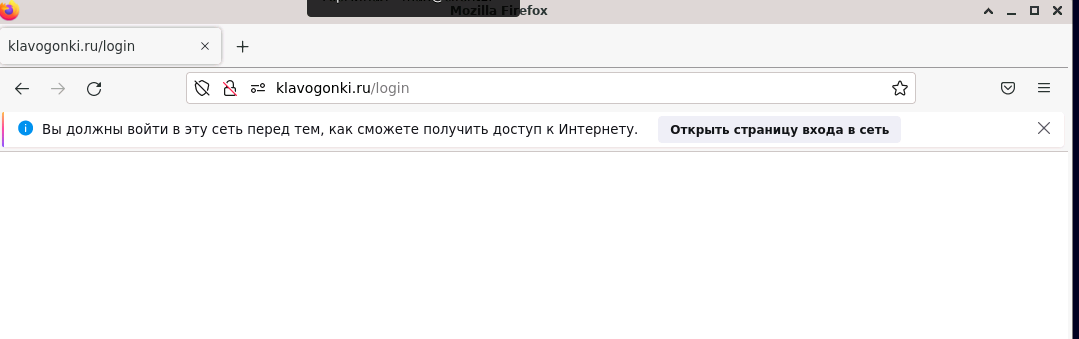 Mozilla Firefox
klavogonki.ru/login
klavogonki.ru/login
Вы должны войти в эту сеть перед тем, как сможете получить доступ к Интернету. Открыть страницу входа в сеть